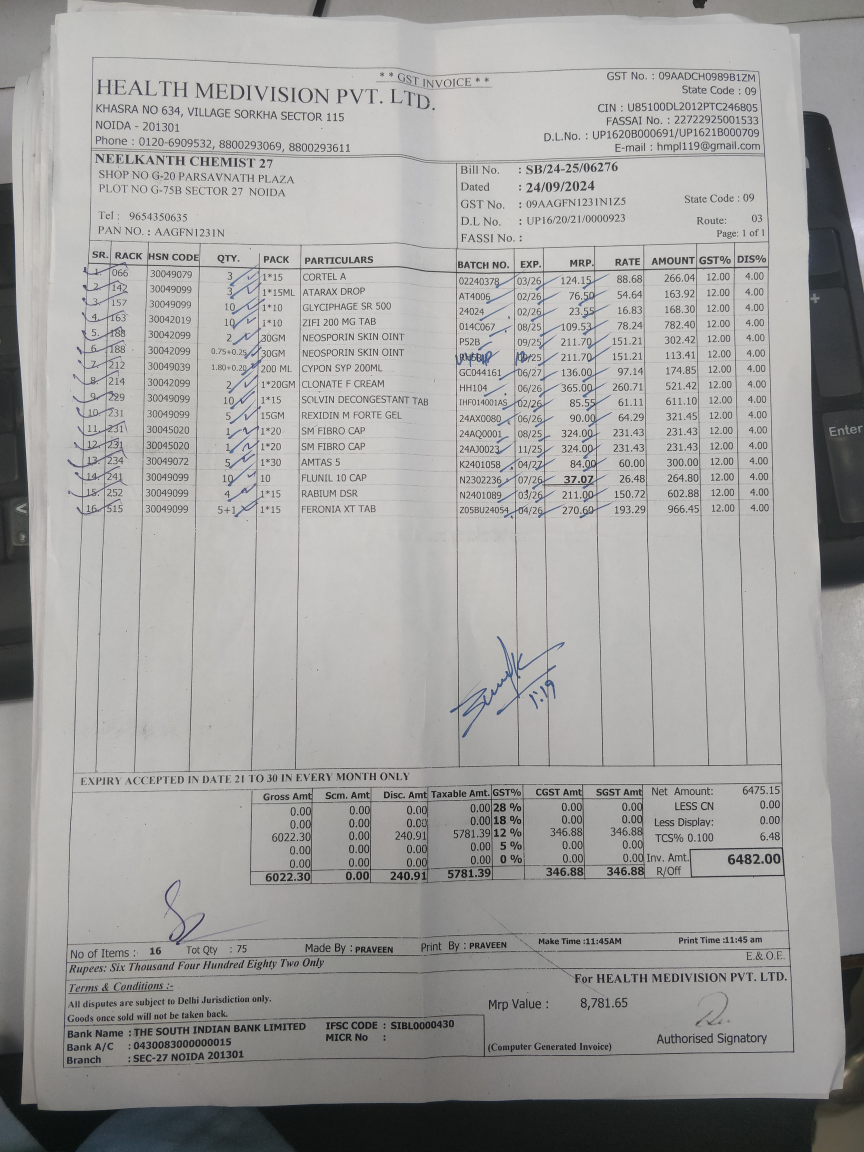 * * GST INVOICE * *
HEALTH MEDIVISION PVT. LTD.
KHASRA NO 634, VILLAGE SORKHA SECTOR 115
NOIDA - 201301
Phone : 0120-6909532, 8800293069, 8800293611
GST No. : 09AADCH0989B1ZM
State Code : 09
CIN : U85100DL2012PTC246805
FASSAI No. : 22722925001533
D.L.No. : UP1620B000691/UP1621B000709
E-mail : hmpl119@gmail.com
NEELKANTH CHEMIST 27
SHOP NO G-20 PARSAVNATH PLAZA
PLOT NO G-75B SECTOR 27 NOIDA
Tel : 9654350635
PAN NO. : AAGFN1231N
Bill No. : SB/24-25/06276
Dated : 24/09/2024
GST No. : 09AAGFN1231N1Z5 State Code : 09
D.L No. : UP16/20/21/0000923 Route: 03
FASSI No. : Page: 1 of 1
SR. RACK HSN CODE QTY. PACK PARTICULARS BATCH NO. EXP. MRP. RATE AMOUNT GST% DIS%
1. 066 30049079 3 1*15 CORTEL A 02240378 03/26 124.15 88.68 266.04 12.00 4.00
2. 142 30049099 3 1*15ML ATARAX DROP AT4006 02/26 76.50 54.64 163.92 12.00 4.00
3. 157 30049099 10 1*10 GLYCIPHAGE SR 500 24024 02/26 23.55 16.83 168.30 12.00 4.00
4. 163 30042019 10 1*10 ZIFI 200 MG TAB 014C067 08/25 109.53 78.24 782.40 12.00 4.00
5. 188 30042099 2 30GM NEOSPORIN SKIN OINT P52B 09/25 211.70 151.21 302.42 12.00 4.00
6. 188 30042099 0.75+0.25 30GM NEOSPORIN SKIN OINT /25 211.70 151.21 113.41 12.00 4.00
7. 212 30049039 1.80+0.20 200 ML CYPON SYP 200ML GC044161 06/27 136.00 97.14 174.85 12.00 4.00
8. 214 30042099 2 1*20GM CLONATE F CREAM HH104 06/26 365.00 260.71 521.42 12.00 4.00
9. 229 30049099 10 1*15 SOLVIN DECONGESTANT TAB IHF014001AS 02/26 85.55 61.11 611.10 12.00 4.00
10. 231 30049099 5 15GM REXIDIN M FORTE GEL 24AX0080 06/26 90.00 64.29 321.45 12.00 4.00
11. 231 30045020 1 1*20 SM FIBRO CAP 24AQ0001 08/25 324.00 231.43 231.43 12.00 4.00
12. 231 30045020 1 1*20 SM FIBRO CAP 24AJ0023 11/25 324.00 231.43 231.43 12.00 4.00
13. 234 30049072 5 1*30 AMTAS 5 K2401058 04/27 84.00 60.00 300.00 12.00 4.00
14. 241 30049099 10 10 FLUNIL 10 CAP N2302236 07/26 37.07 26.48 264.80 12.00 4.00
15. 252 30049099 4 1*15 RABIUM DSR N2401089 03/26 211.00 150.72 602.88 12.00 4.00
16. 515 30049099 5+1 1*15 FERONIA XT TAB Z05BU24054 04/26 270.60 193.29 966.45 12.00 4.00
EXPIRY ACCEPTED IN DATE 21 TO 30 IN EVERY MONTH ONLY
Gross Amt Scm. Amt Disc. Amt Taxable Amt. GST% CGST Amt SGST Amt
0.00 0.00 0.00 0.00 28 % 0.00 0.00
0.00 0.00 0.00 0.00 18 % 0.00 0.00
6022.30 0.00 240.91 5781.39 12 % 346.88 346.88
0.00 0.00 0.00 0.00 5 % 0.00 0.00
0.00 0.00 0.00 0.00 0 % 0.00 0.00
6022.30 0.00 240.91 5781.39 346.88 346.88
Net Amount: 6475.15
LESS CN 0.00
Less Display: 0.00
TCS% 0.100 6.48
Inv. Amt. 6482.00
R/Off
No of Items : 16 Tot Qty : 75 Made By : PRAVEEN Print By : PRAVEEN Make Time :11:45AM Print Time :11:45 am
Rupees: Six Thousand Four Hundred Eighty Two Only E.&.O.E.
Terms & Conditions :-
All disputes are subject to Delhi Jurisdiction only.
Goods once sold will not be taken back.
Bank Name : THE SOUTH INDIAN BANK LIMITED IFSC CODE : SIBL0000430
Bank A/C : 0430083000000015 MICR No :
Branch : SEC-27 NOIDA 201301
For HEALTH MEDIVISION PVT. LTD.
Mrp Value : 8,781.65
Authorised Signatory
(Computer Generated Invoice)
Enter